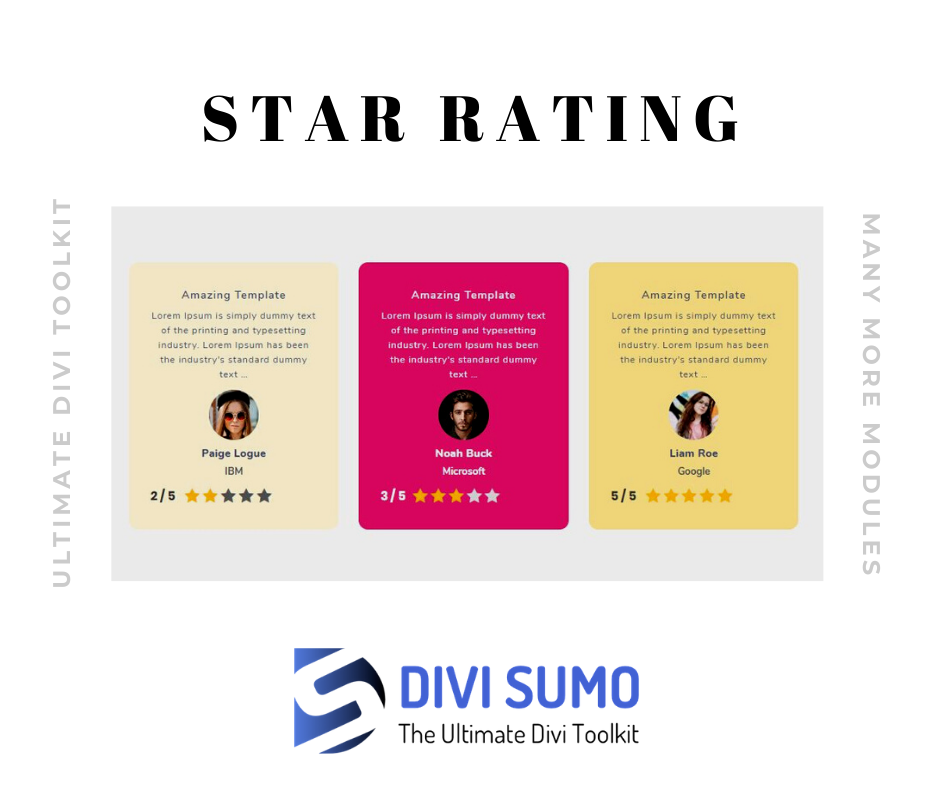 STAR RATING
ULTIMATE DIVI TOOLKIT
Amazing Template
Lorem Ipsum is simply dummy text
of the printing and typesetting
industry. Lorem Ipsum has been
the industry's standard dummy
text ...
Paige Logue
IBM
2/5
Amazing Template
Lorem Ipsum is simply dummy text
of the printing and typesetting
industry. Lorem Ipsum has been
the industry's standard dummy
text ...
Noah Buck
Microsoft
3/5
Amazing Template
Lorem Ipsum is simply dummy text
of the printing and typesetting
industry. Lorem Ipsum has been
the industry's standard dummy
text ...
Liam Roe
Google
5/5
MANY MORE MODULES
DIVI SUMO
The Ultimate Divi Toolkit